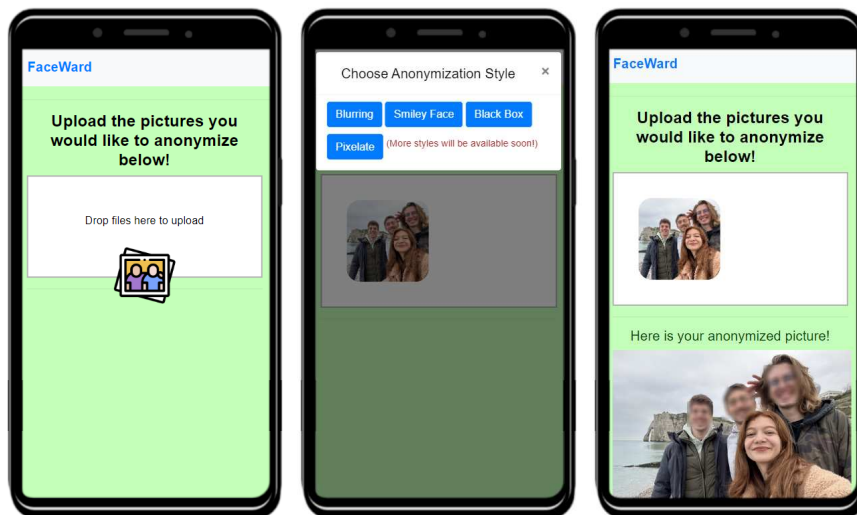 FaceWard
Upload the pictures you
would like to anonymize
below!
Drop files here to upload
Choose Anonymization Style ×
Blurring Smiley Face Black Box
Pixelate (More styles will be available soon!)
FaceWard
Upload the pictures you
would like to anonymize
below!
Here is your anonymized picture!